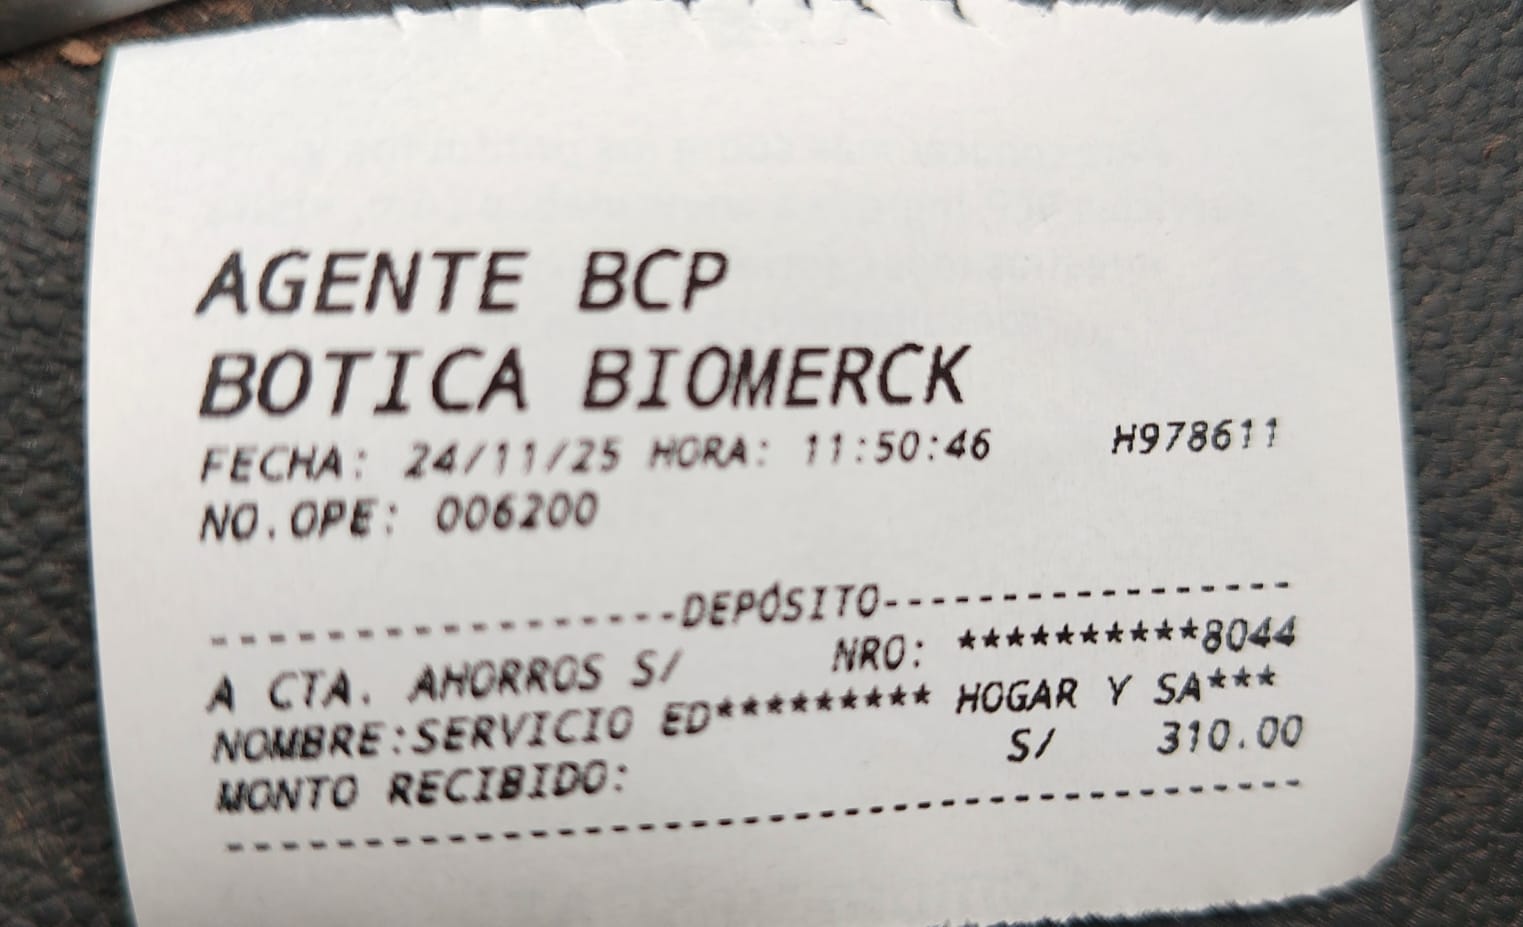 AGENTE BCP
BOTICA BIOMERCK
FECHA: 24/11/25 HORA: 11:50:46 H978611
NO.OPE: 006200
-----------------DEPÓSITO-----------------
A CTA. AHORROS S/ NRO: **********8044
NOMBRE:SERVICIO ED********* HOGAR Y SA***
MONTO RECIBIDO: S/ 310.00
------------------------------------------